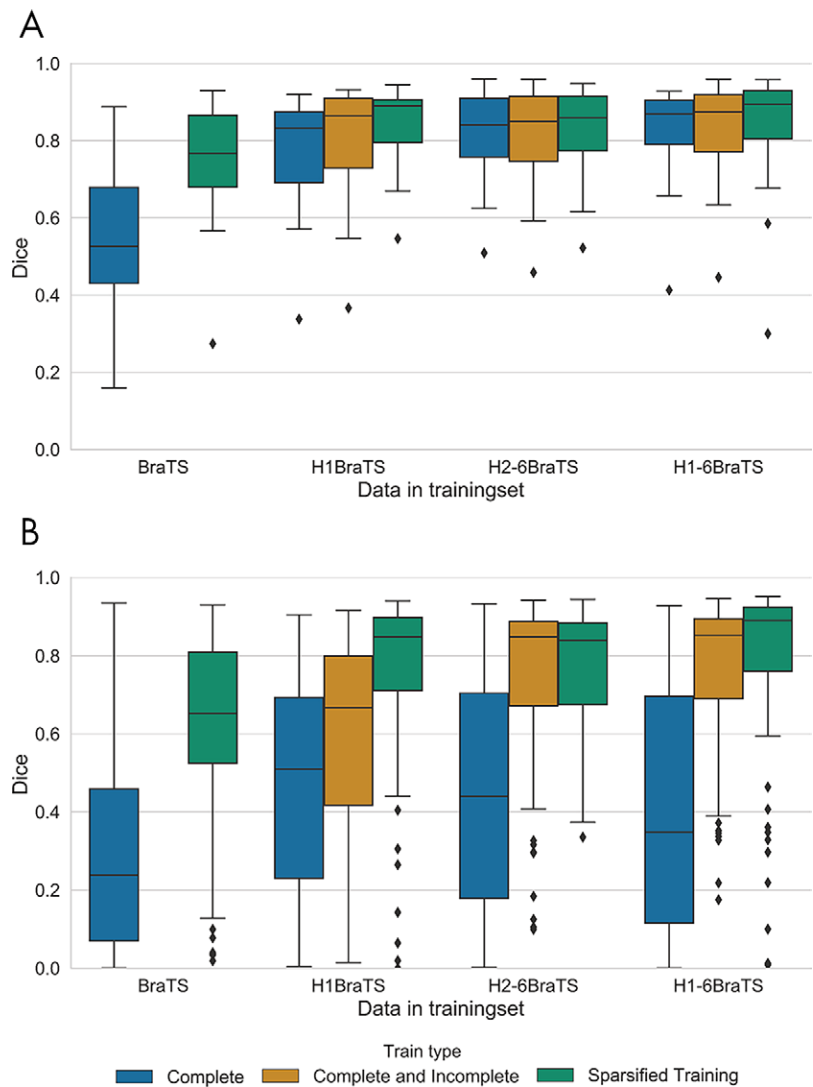 A
1.0
0.8
0.6
0.4
0.2
0.0
Dice
BraTS H1BraTS H2-6BraTS H1-6BraTS
Data in trainingset
B
1.0
0.8
0.6
0.4
0.2
0.0
Dice
BraTS H1BraTS H2-6BraTS H1-6BraTS
Data in trainingset
Train type
Complete Complete and Incomplete Sparsified Training